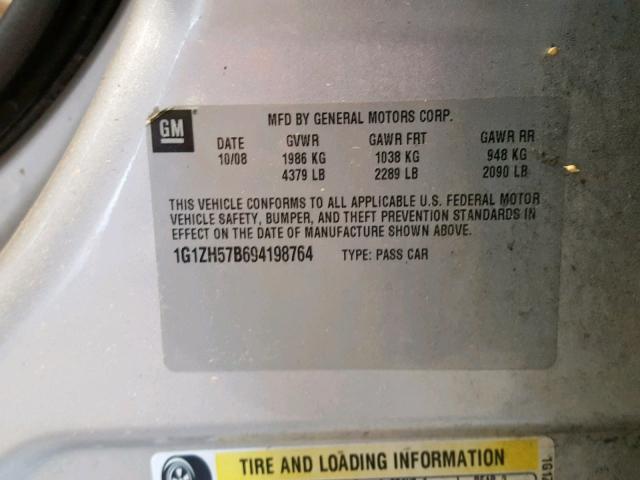 GM
MFD BY GENERAL MOTORS CORP.
DATE GVWR GAWR FRT GAWR RR
10/08 1986 KG 1038 KG 948 KG
4379 LB 2289 LB 2090 LB
THIS VEHICLE CONFORMS TO ALL APPLICABLE U.S. FEDERAL MOTOR
VEHICLE SAFETY, BUMPER, AND THEFT PREVENTION STANDARDS IN
EFFECT ON THE DATE OF MANUFACTURE SHOWN ABOVE.
1G1ZH57B694198764 TYPE: PASS CAR
TIRE AND LOADING INFORMATION